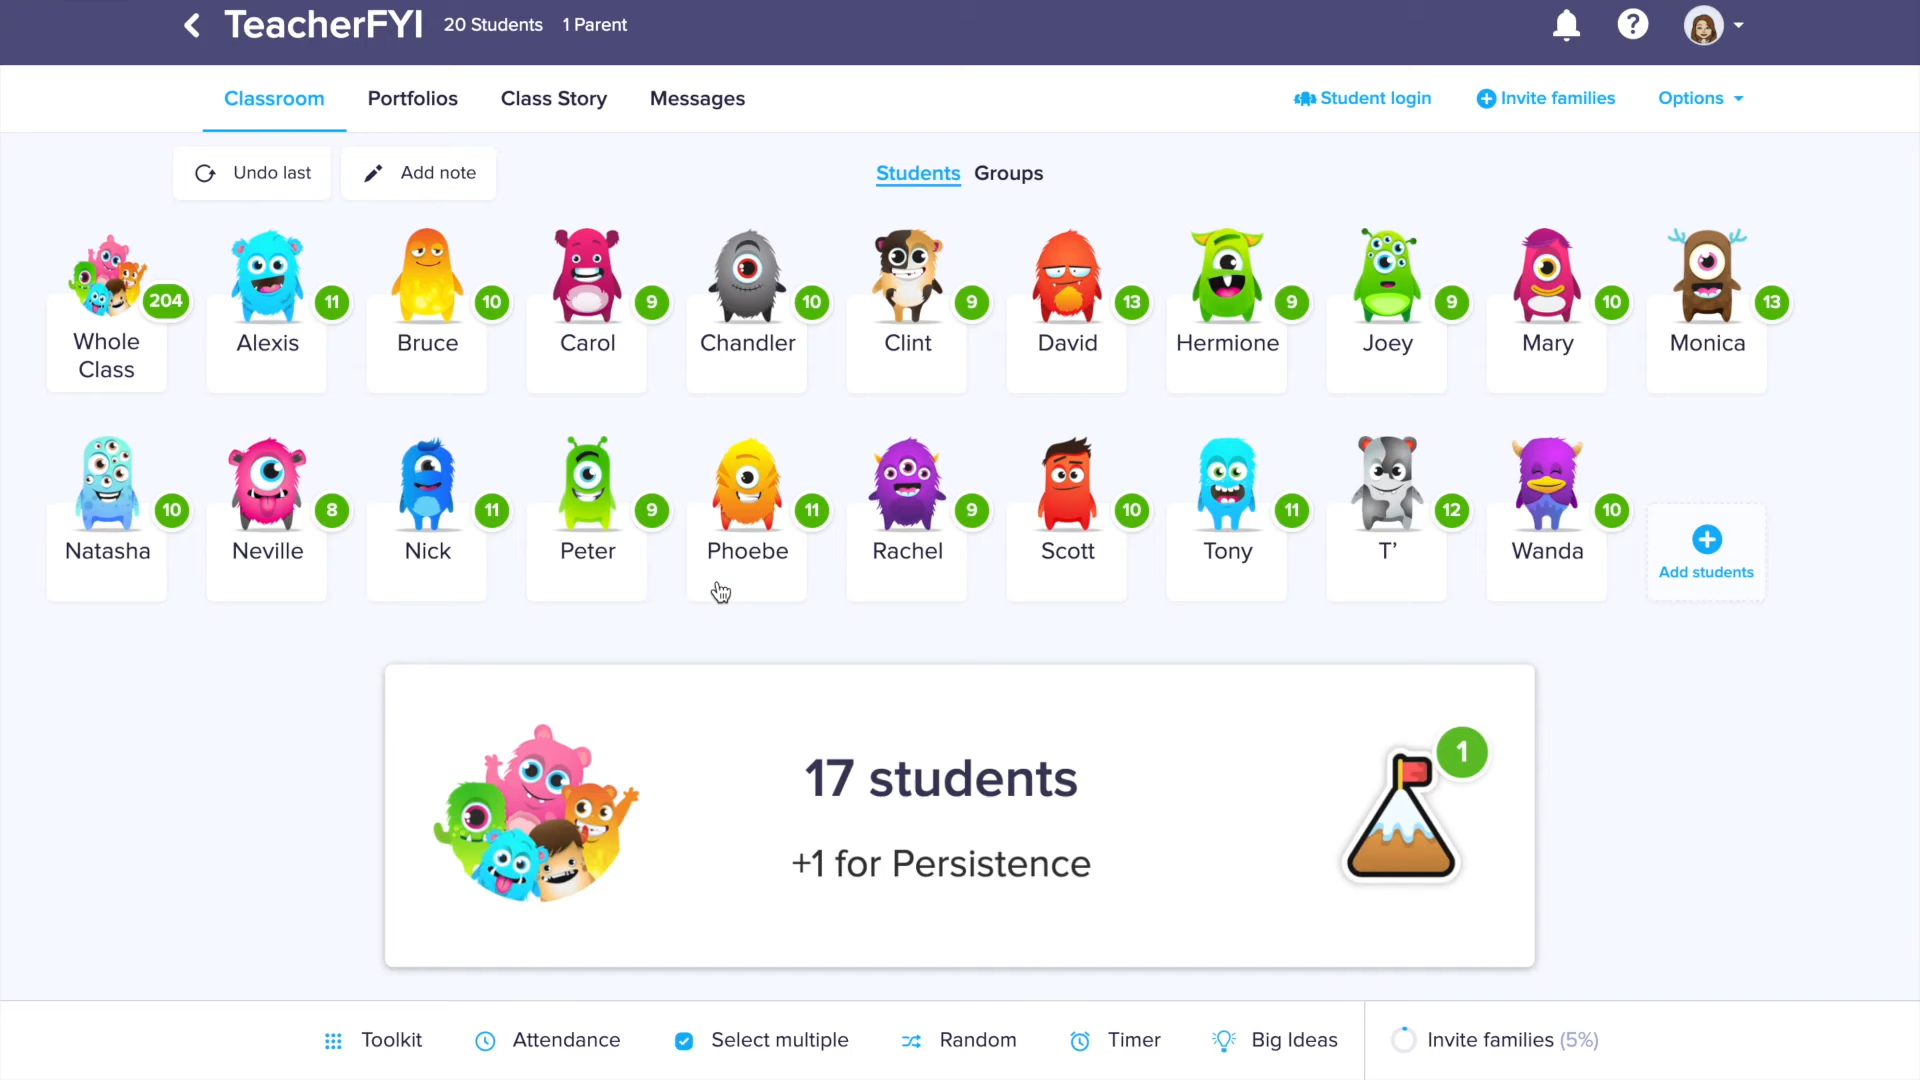 TeacherFYI 20 Students 1 Parent
Classroom Portfolios Class Story Messages Student login Invite families Options
Undo last Add note Students Groups
204 11 10 9 10 9 13 9 9 10 13
Whole Class Alexis Bruce Carol Chandler Clint David Hermione Joey Mary Monica
10 8 11 9 11 9 10 11 12 10
Natasha Neville Nick Peter Phoebe Rachel Scott Tony T’ Wanda Add students
1
17 students
+1 for Persistence
Toolkit Attendance Select multiple Random Timer Big Ideas Invite families (5%)